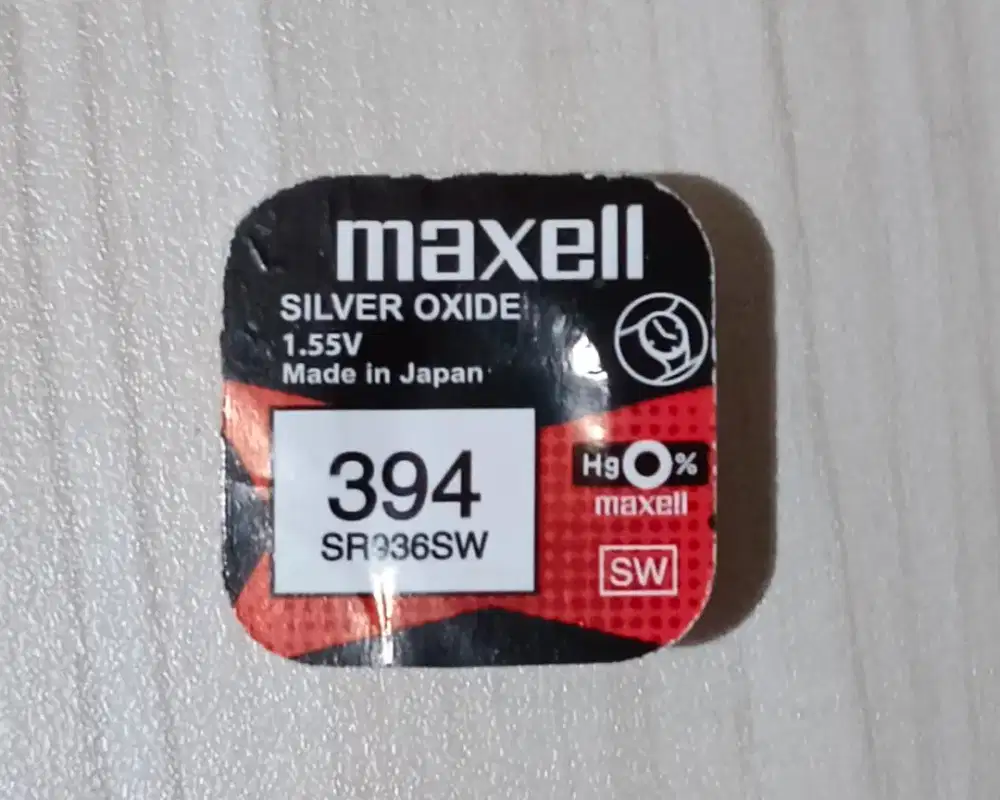 maxell
SILVER OXIDE
1.55V
Made in Japan
394
SR936SW
Hg0%
maxell
SW